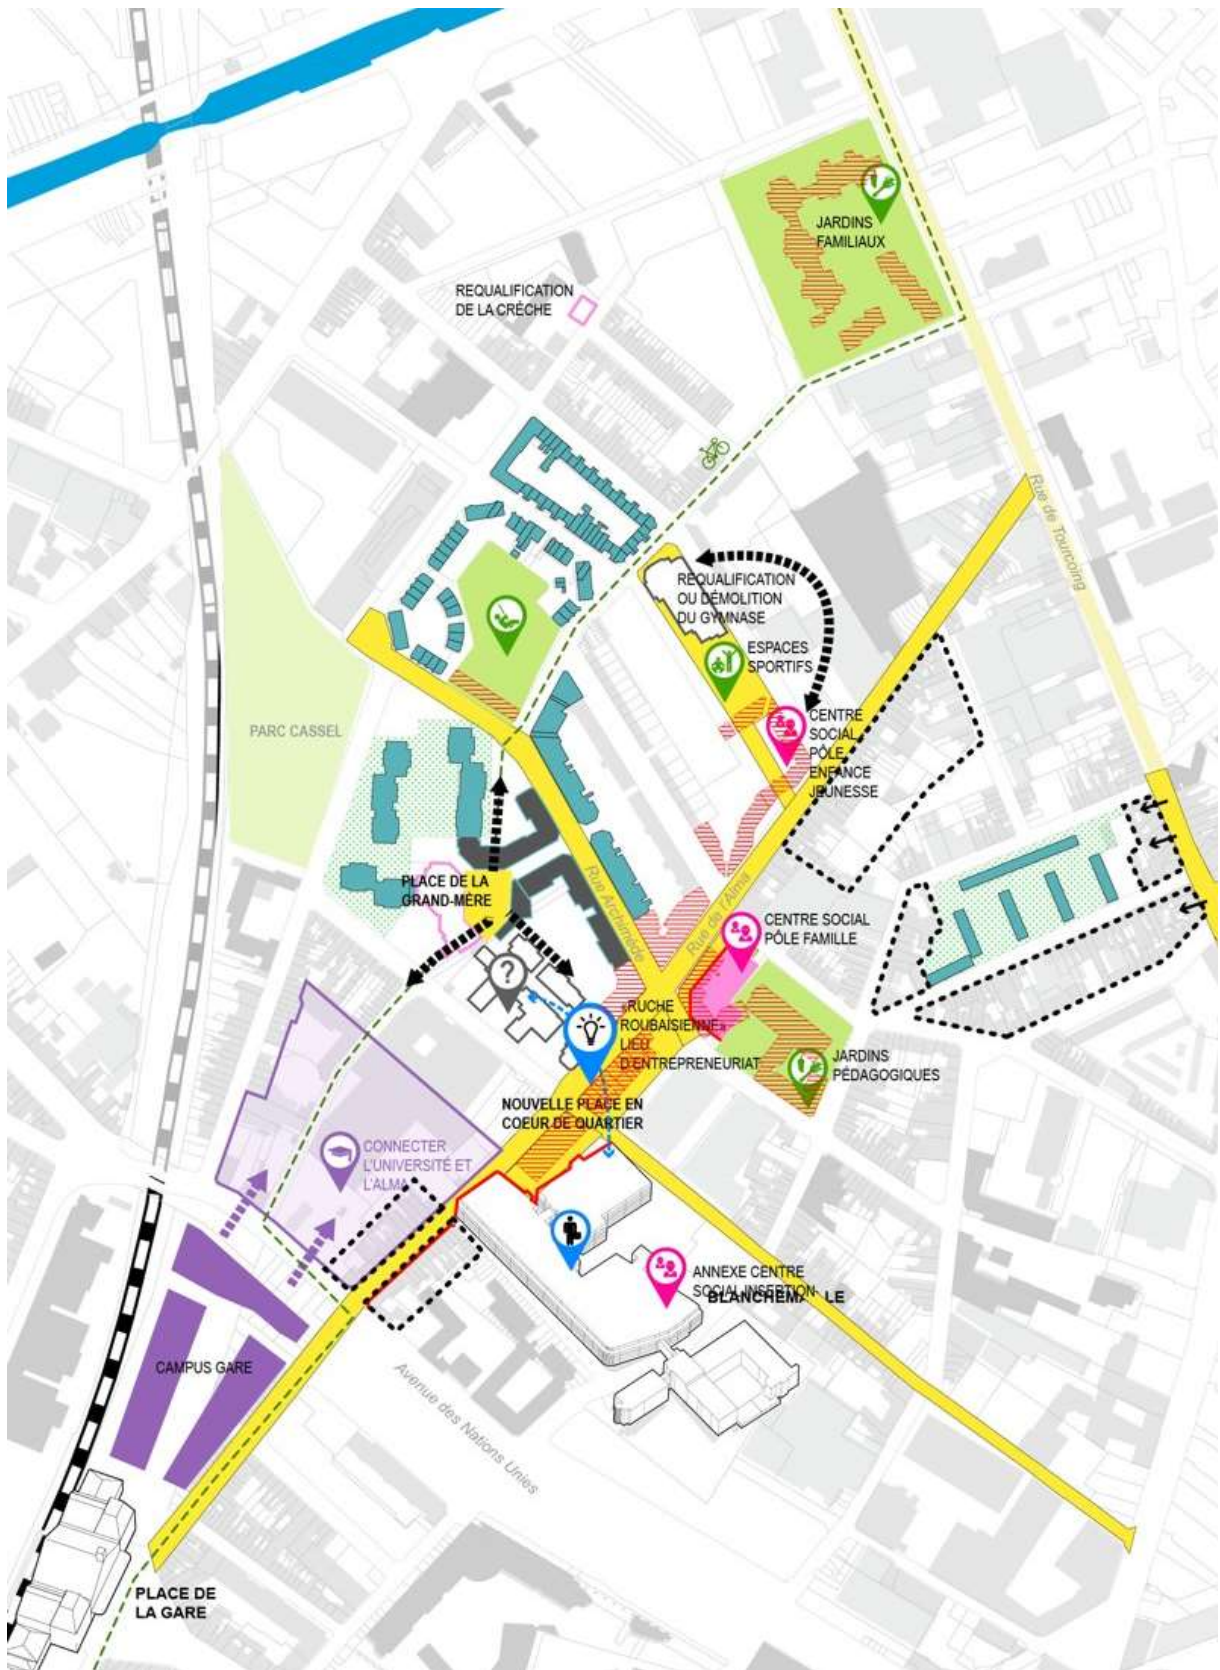 JARDINS
FAMILIAUX
REQUALIFICATION
DE LA CRÈCHE
Rue de Tourcoing
REQUALIFICATION
OU DÉMOLITION
DU GYMNASE
ESPACES
SPORTIFS
CENTRE
SOCIAL
PÔLE
ENFANCE
JEUNESSE
PARC CASSEL
PLACE DE LA
GRAND-MÈRE
Rue Archimède
Rue de l'Alma
CENTRE SOCIAL
PÔLE FAMILLE
?
«RUCHE
ROUBAISIENNE»
LIEU
D'ENTREPRENEURIAT
JARDINS
PÉDAGOGIQUES
NOUVELLE PLACE EN
COEUR DE QUARTIER
CONNECTER
L'UNIVERSITÉ ET
L'ALMA
ANNEXE CENTRE
SOCIAL INSERTION
CAMPUS GARE
Avenue des Nations Unies
PLACE DE
LA GARE